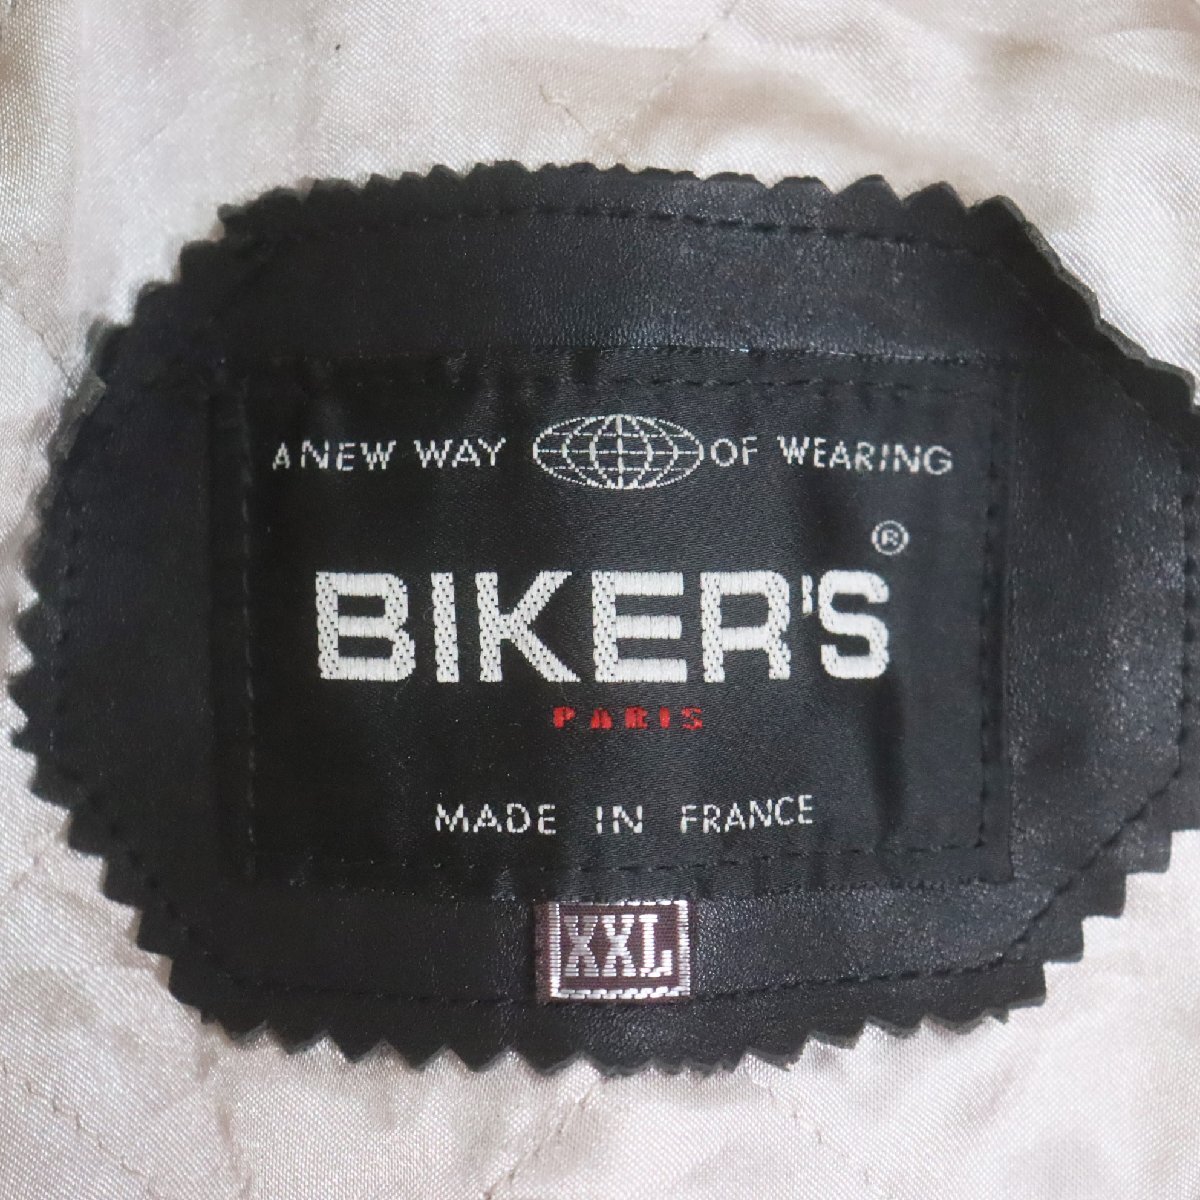 A NEW WAY OF WEARING
BIKER'S®
PARIS
MADE IN FRANCE
XXL